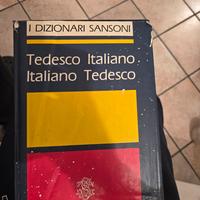 I DIZIONARI SANSONI
Tedesco Italiano
Italiano Tedesco